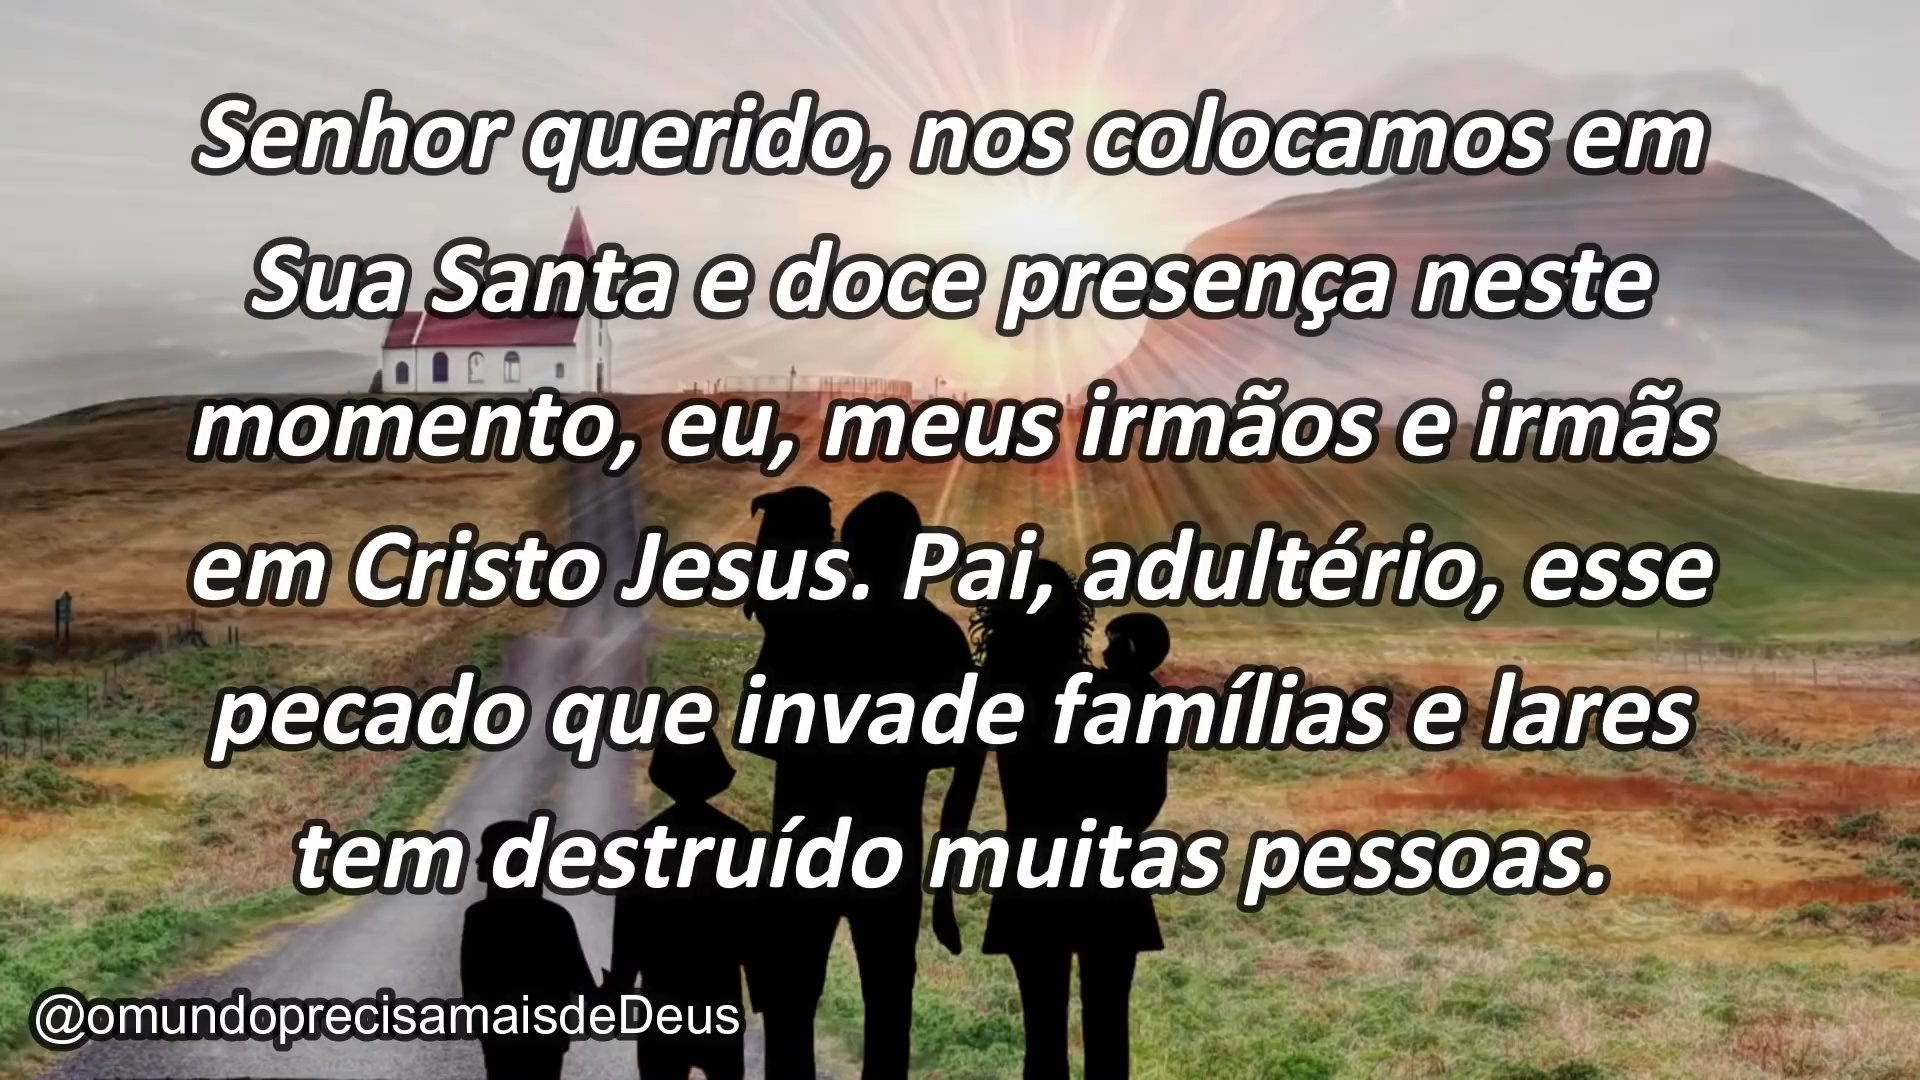 Senhor querido, nos colocamos em
Sua Santa e doce presença neste
momento, eu, meus irmãos e irmãs
em Cristo Jesus. Pai, adultério, esse
pecado que invade famílias e lares
tem destruído muitas pessoas.
@omundoprecisamaisdeDeus